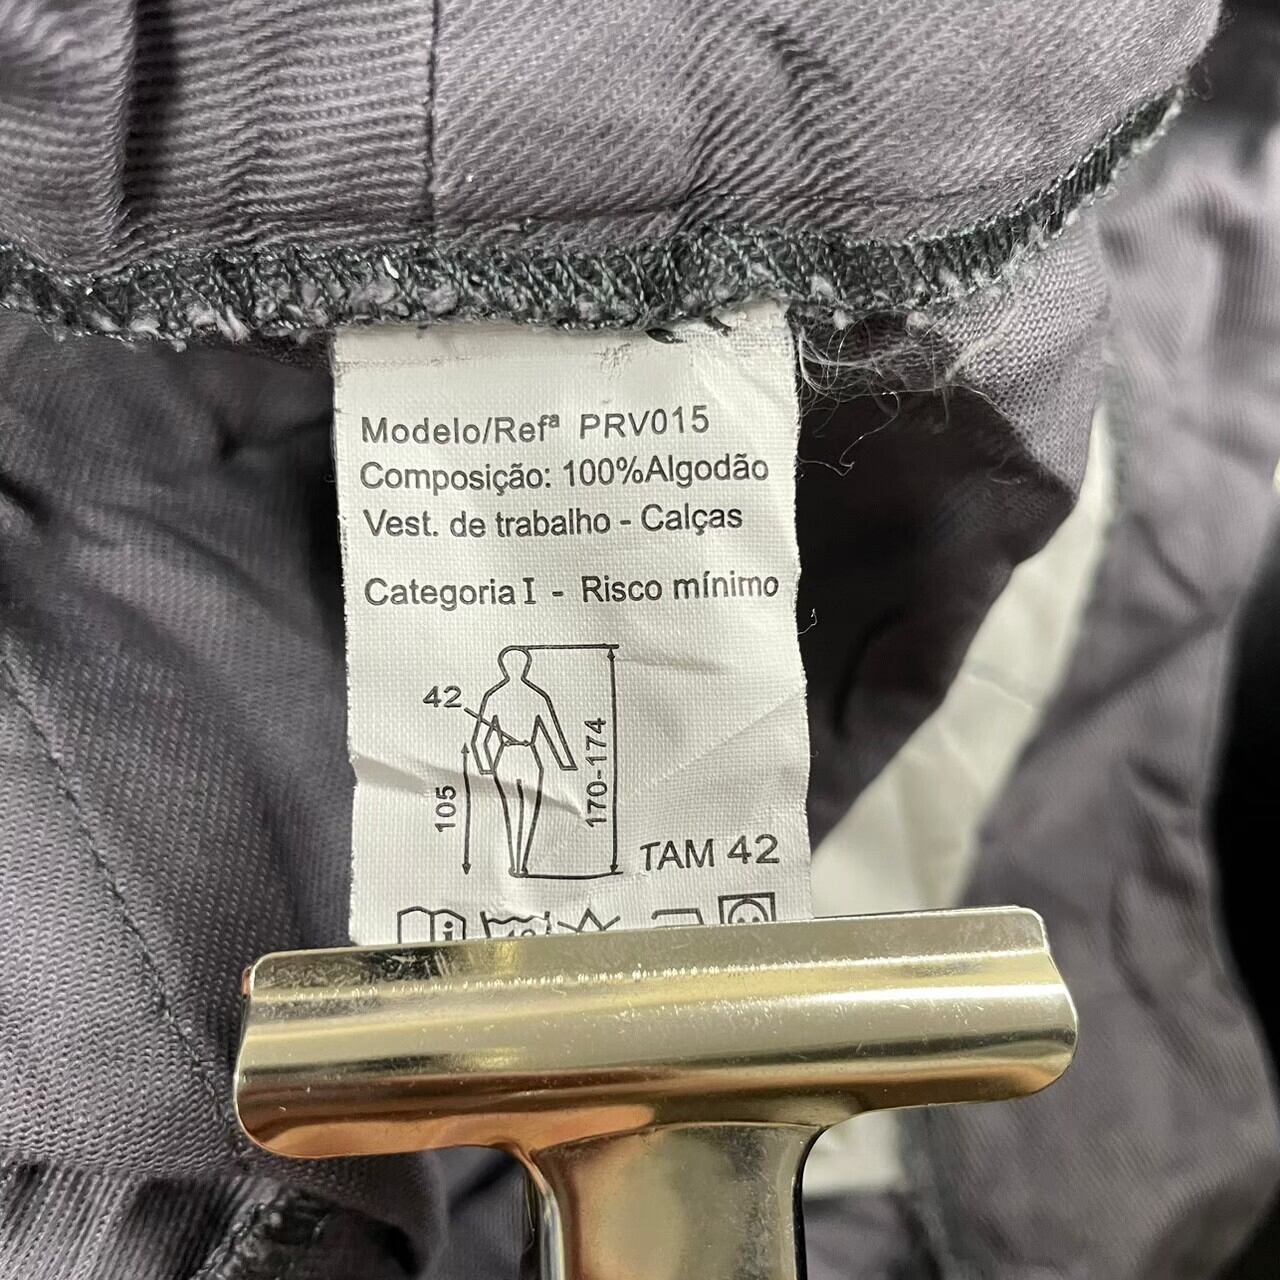 Modelo/Refª PRV015
Composição: 100%Algodão
Vest. de trabalho - Calças
Categoria I - Risco mínimo
42
105
170-174
TAM 42